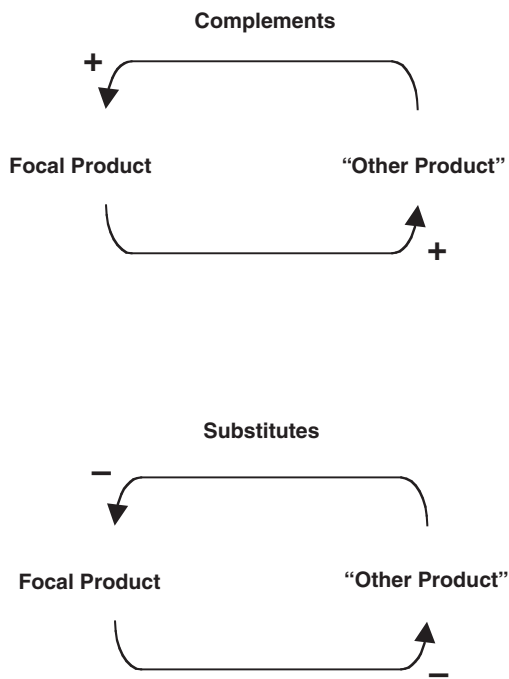 Complements
+
Focal Product “Other Product”
+
Substitutes
–
Focal Product “Other Product”
–